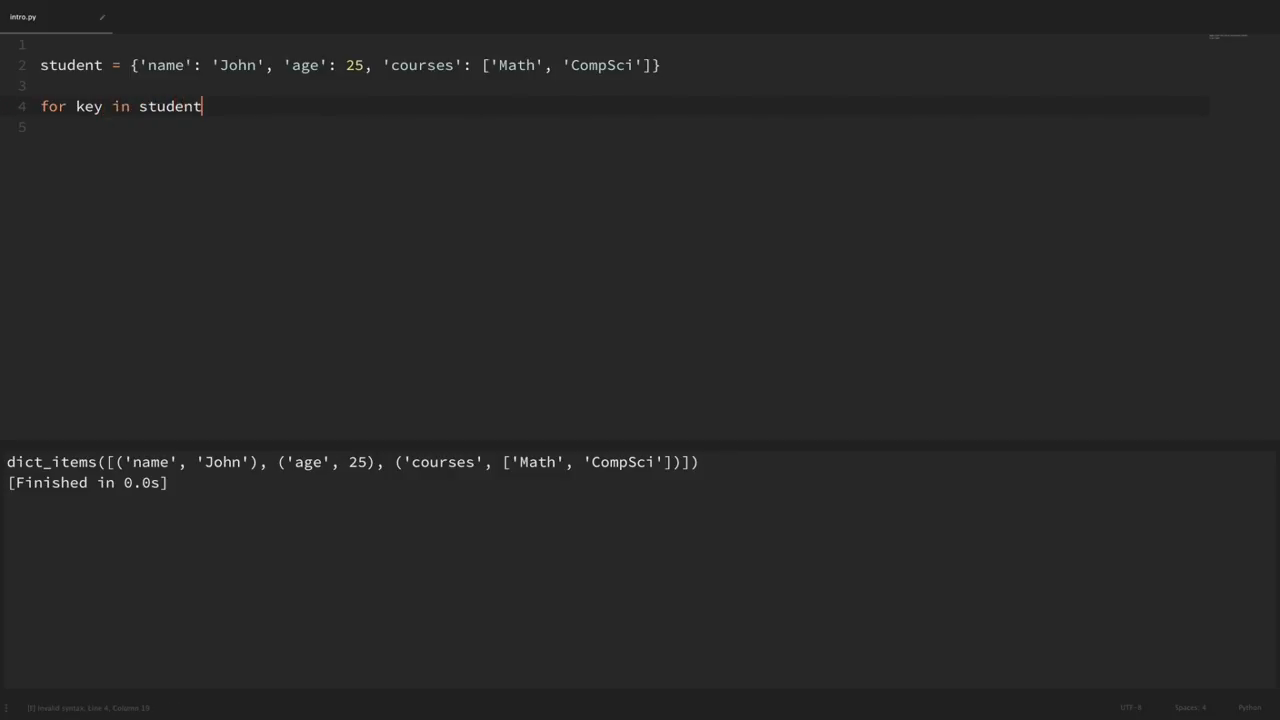 intro.py
1
2 student = {'name': 'John', 'age': 25, 'courses': ['Math', 'CompSci']}
3
4 for key in student
5
dict_items([('name', 'John'), ('age', 25), ('courses', ['Math', 'CompSci'])])
[Finished in 0.0s]
Invalid syntax; Line 4, Column 19
UTF-8
Spaces: 4
Python